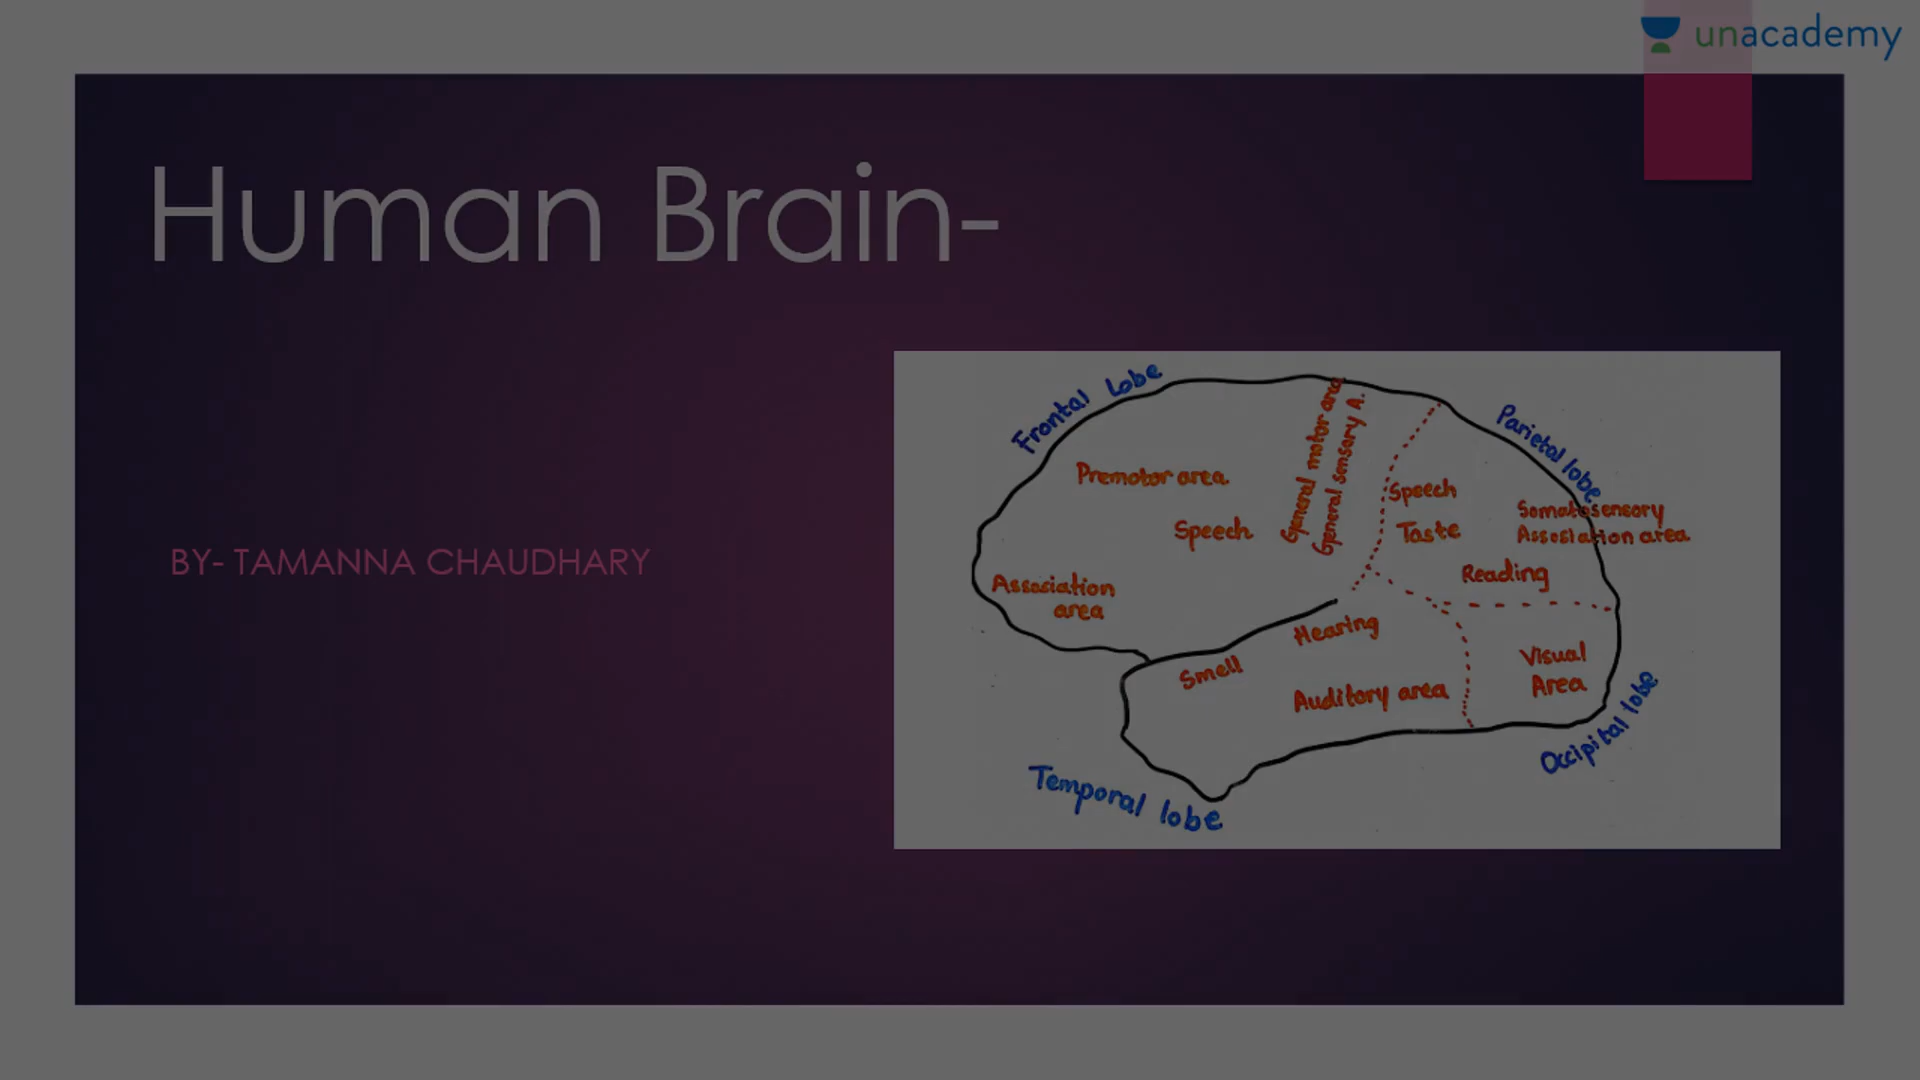 unacademy
Human Brain-
BY- TAMANNA CHAUDHARY
Frontal Lobe
Parietal lobe
General motor area
General sensory A.
Premotor area
Speech
Speech
Taste
Somatosensory
Association area
Association
area
Reading
Hearing
Smell
Auditory area
Visual
Area
Occipital lobe
Temporal lobe